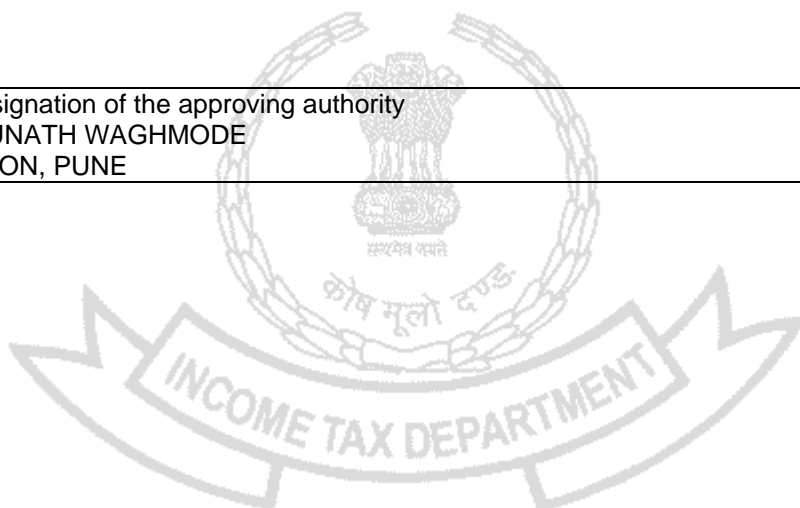 signation of the approving authority
UNATH WAGHMODE
ON, PUNE
सत्यमेव जयते
कोष मूलो दण्डः
INCOME TAX DEPARTMENT